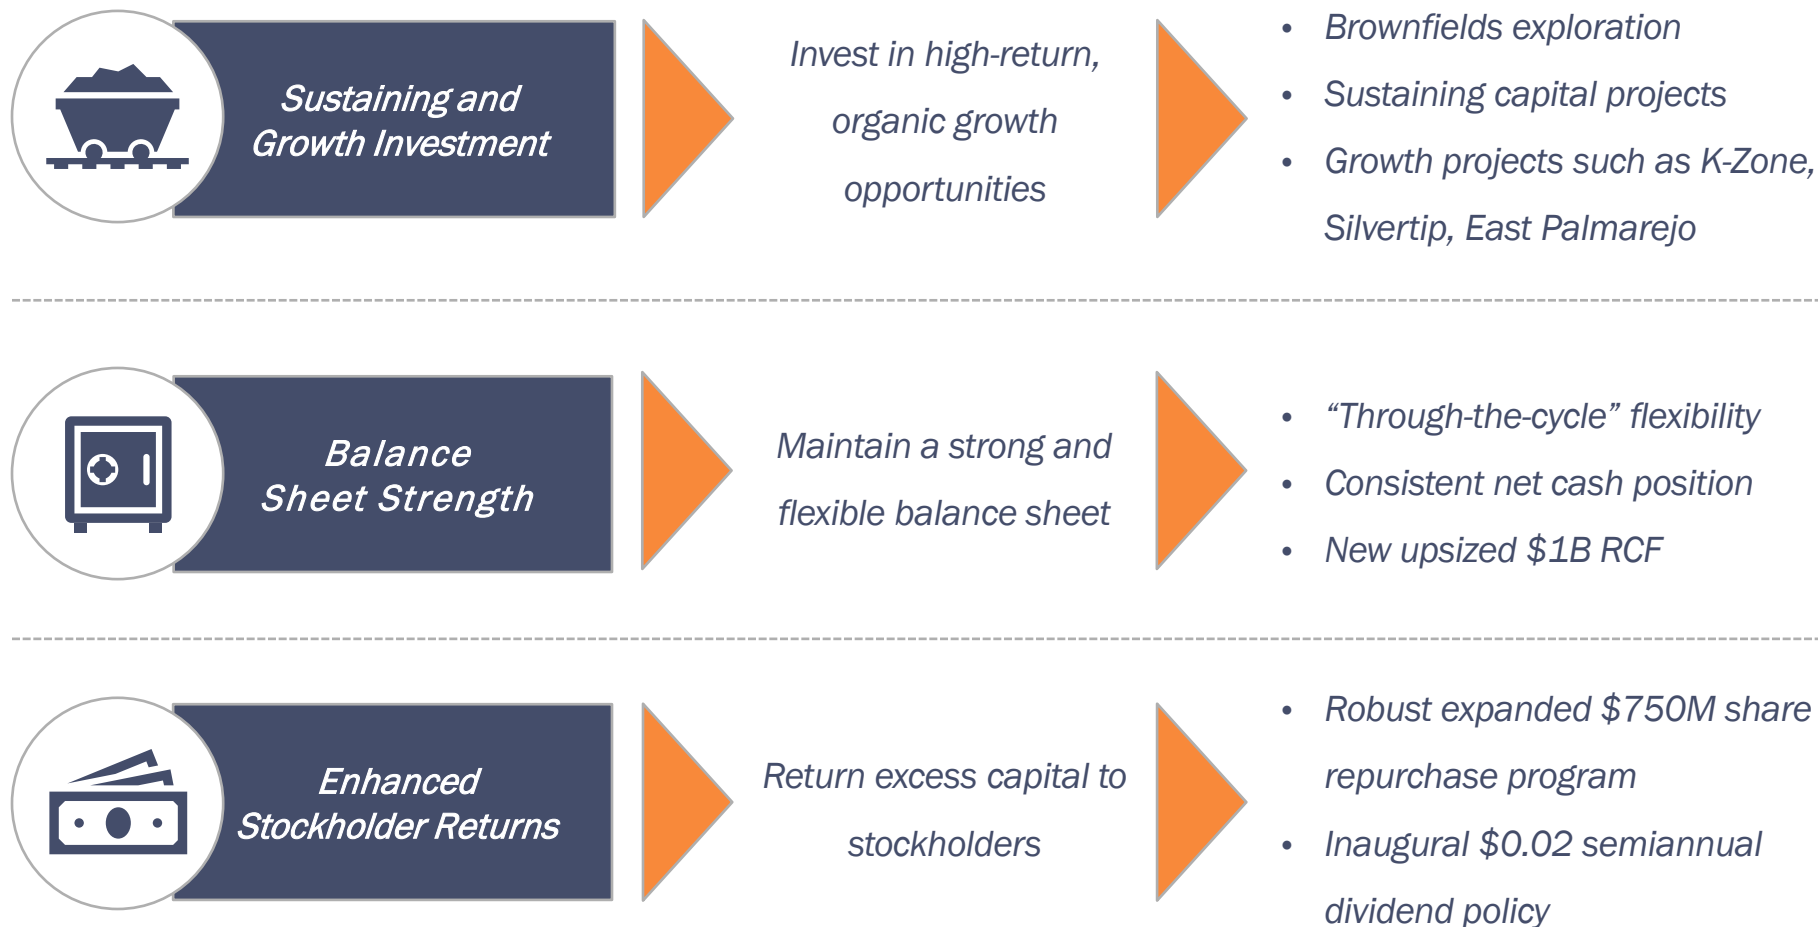 Sustaining and
Growth Investment
Invest in high-return,
organic growth
opportunities
• Brownfields exploration
• Sustaining capital projects
• Growth projects such as K-Zone,
Silvertip, East Palmarejo
Balance
Sheet Strength
Maintain a strong and
flexible balance sheet
• “Through-the-cycle” flexibility
• Consistent net cash position
• New upsized $1B RCF
Enhanced
Stockholder Returns
Return excess capital to
stockholders
• Robust expanded $750M share
repurchase program
• Inaugural $0.02 semiannual
dividend policy